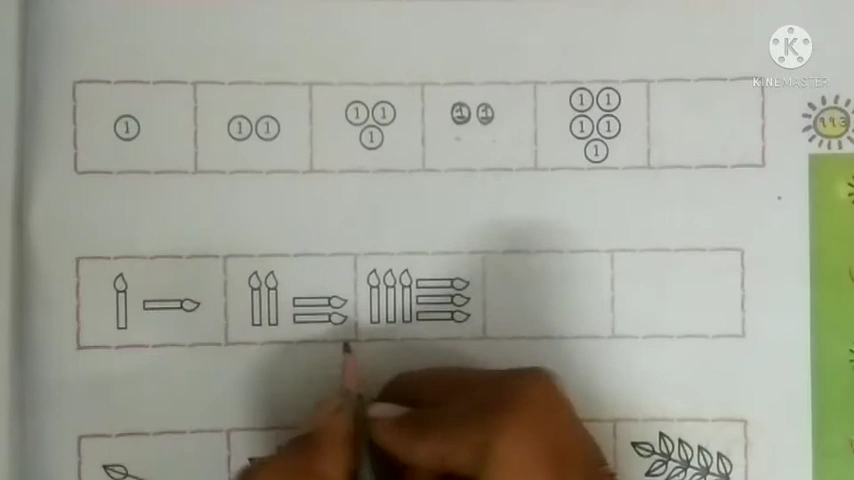 KINEMASTER
1 1 1 1 1 1 1 1 1 1
1 1
1 1 1
113